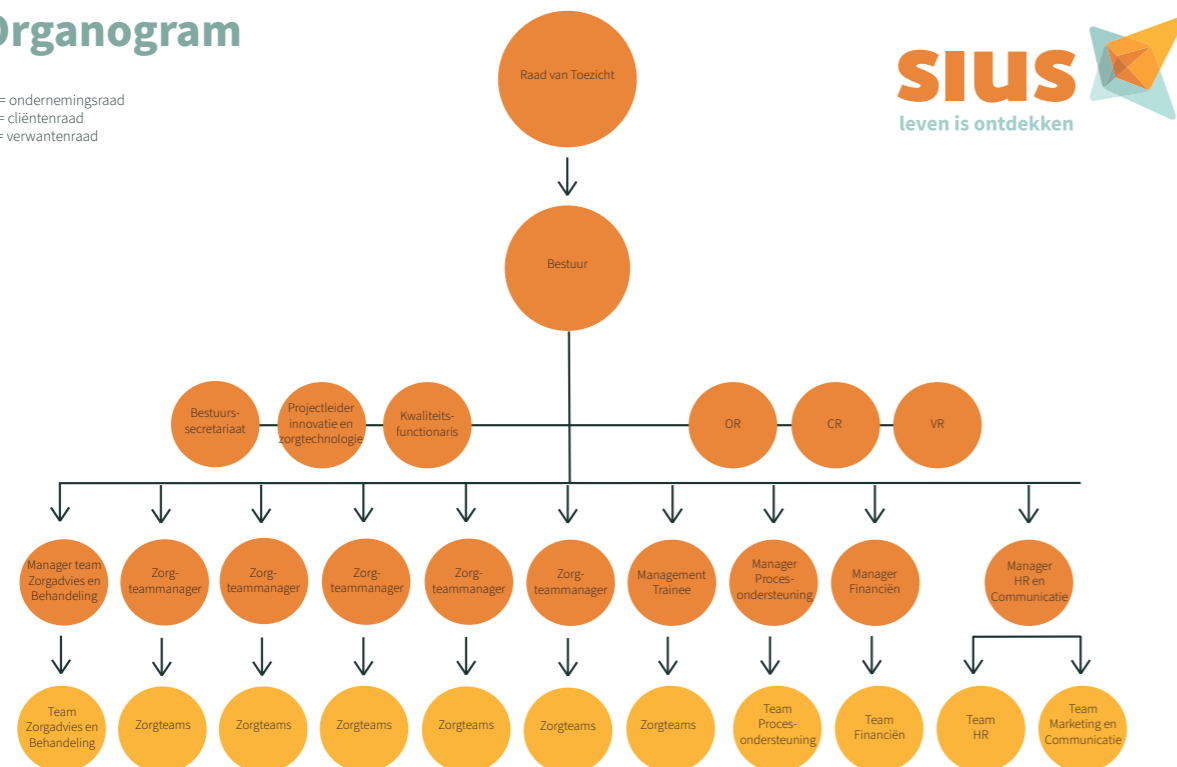 Organogram
= ondernemingsraad
= cliëntenraad
= verwantenraad
sius
leven is ontdekken
Raad van Toezicht
Bestuur
Bestuurs-
secretariaat
Projectleider
innovatie en
zorgtechnologie
Kwaliteits-
functionaris
OR
CR
VR
Manager team
Zorgadvies en
Behandeling
Zorg-
teammanager
Zorg-
teammanager
Zorg-
teammanager
Zorg-
teammanager
Zorg-
teammanager
Management
Trainee
Manager
Proces-
ondersteuning
Manager
Financiën
Manager
HR en
Communicatie
Team
Zorgadvies en
Behandeling
Zorgteams
Zorgteams
Zorgteams
Zorgteams
Zorgteams
Zorgteams
Team
Proces-
ondersteuning
Team
Financiën
Team
HR
Team
Marketing en
Communicatie